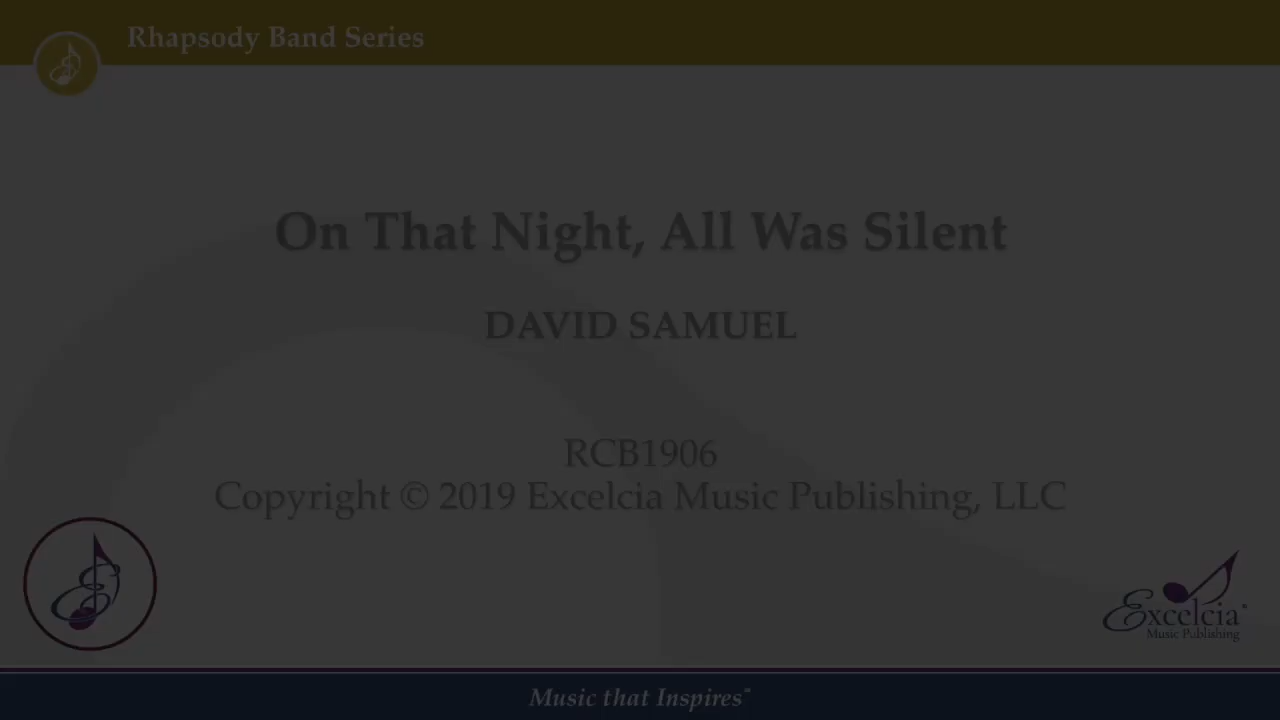 Rhapsody Band Series
On That Night, All Was Silent
DAVID SAMUEL
RCB1906
Copyright © 2019 Excelcia Music Publishing, LLC
Excelcia
Music Publishing
Music that Inspires™